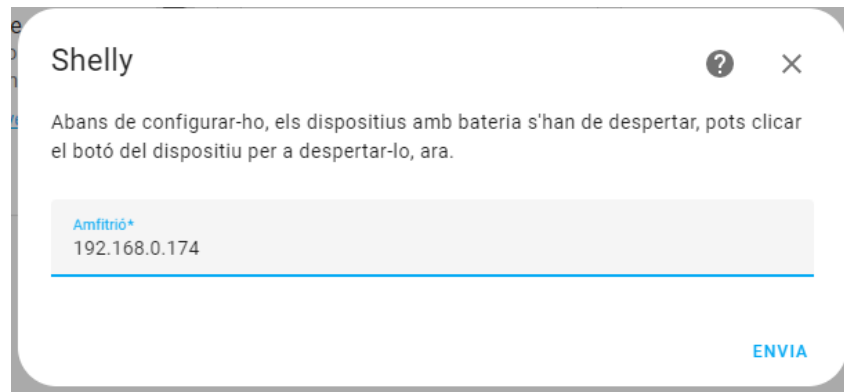 Shelly
Abans de configurar-ho, els dispositius amb bateria s'han de despertar, pots clicar
el botó del dispositiu per a despertar-lo, ara.
Amfitrió*
192.168.0.174
ENVIA